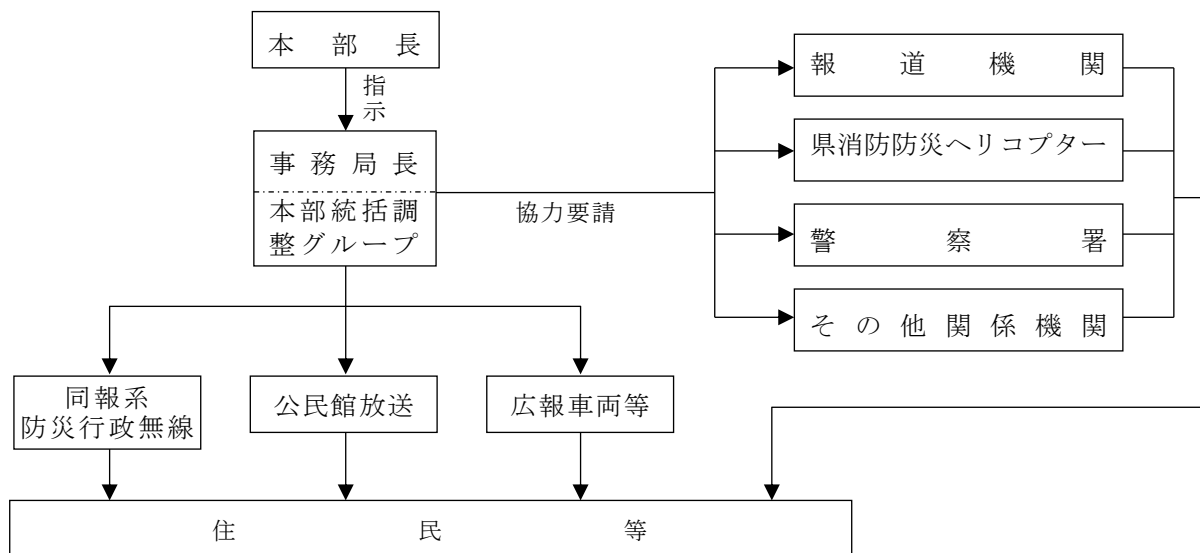 本部長
指示
事務局長
本部統括調
整グループ
協力要請
報道機関
県消防防災ヘリコプター
警察署
その他関係機関
同報系
防災行政無線
公民館放送
広報車両等
住民等